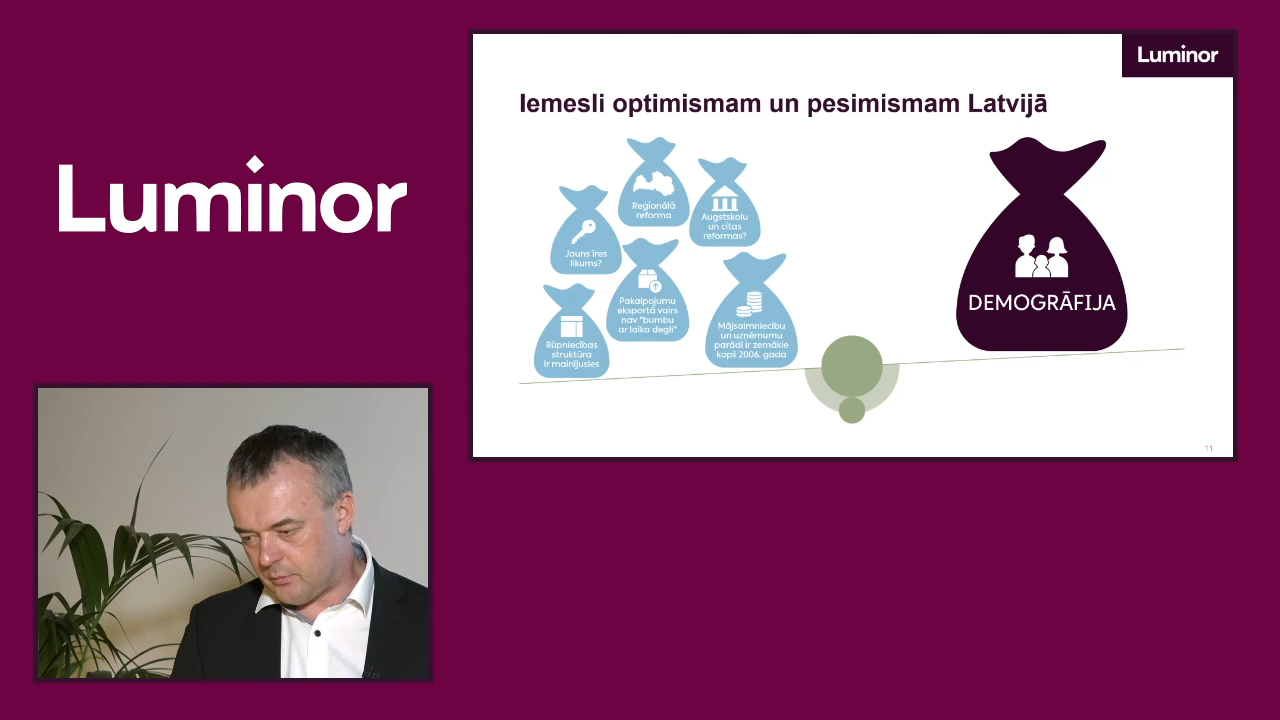 Luminor
Luminor
Iemesli optimismam un pesimismam Latvijā
Reģionālā
reforma
Augstskolu
un citas
reformas?
Jauns īres
likums?
Pakalpojumu
eksportā vairs
nav "bumbu
ar laika degli"
Mājsaimniecību
un uzņēmumu
parādi ir zemākie
kopš 2006. gada
Rūpniecības
struktūra
ir mainījusies
DEMOGRĀFIJA
11